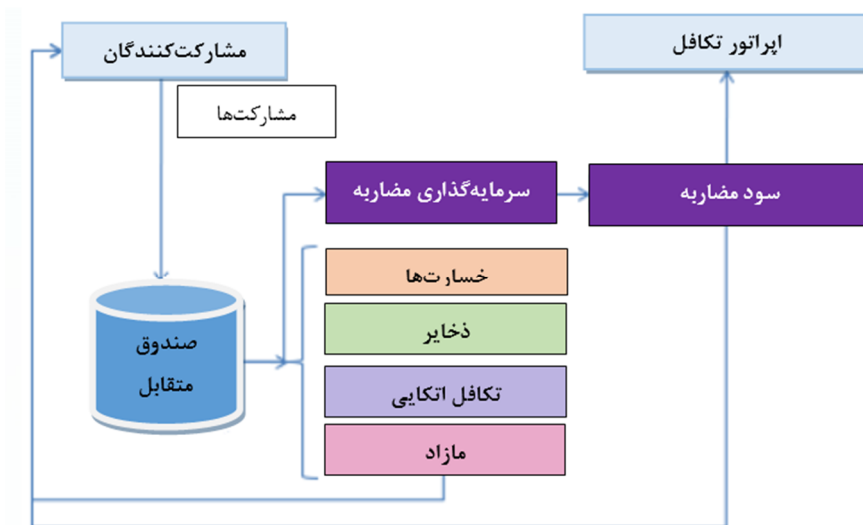 اپراتور تکافل
مشارکت‌کنندگان
مشارکت‌ها
سرمایه‌گذاری مضاربه
سود مضاربه
خسارت‌ها
ذخایر
صندوق
متقابل
تکافل اتکایی
مازاد